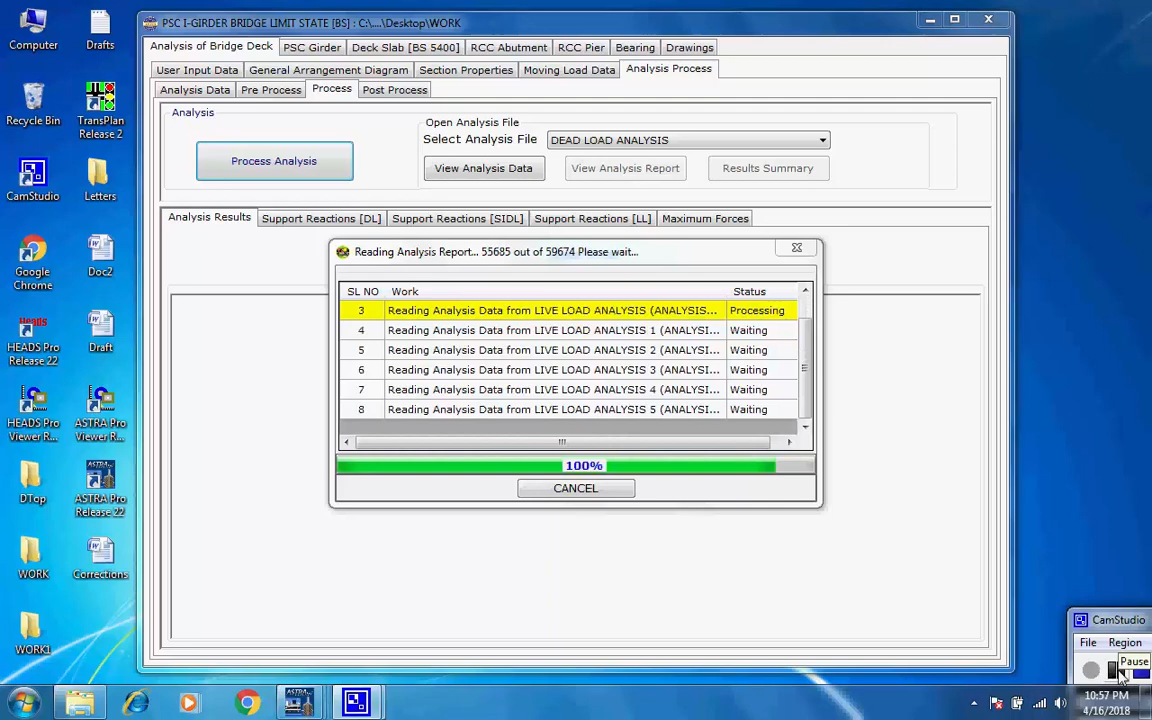 PSC I-GIRDER BRIDGE LIMIT STATE [BS] : C:\....\Desktop\WORK
Analysis of Bridge Deck
PSC Girder
Deck Slab [BS 5400]
RCC Abutment
RCC Pier
Bearing
Drawings
User Input Data
General Arrangement Diagram
Section Properties
Moving Load Data
Analysis Process
Analysis Data
Pre Process
Process
Post Process
Analysis
Process Analysis
Open Analysis File
Select Analysis File
DEAD LOAD ANALYSIS
View Analysis Data
View Analysis Report
Results Summary
Analysis Results
Support Reactions [DL]
Support Reactions [SIDL]
Support Reactions [LL]
Maximum Forces
Reading Analysis Report... 55685 out of 59674 Please wait...
SL NO Work Status
3 Reading Analysis Data from LIVE LOAD ANALYSIS (ANALYSIS... Processing
4 Reading Analysis Data from LIVE LOAD ANALYSIS 1 (ANALYSI... Waiting
5 Reading Analysis Data from LIVE LOAD ANALYSIS 2 (ANALYSI... Waiting
6 Reading Analysis Data from LIVE LOAD ANALYSIS 3 (ANALYSI... Waiting
7 Reading Analysis Data from LIVE LOAD ANALYSIS 4 (ANALYSI... Waiting
8 Reading Analysis Data from LIVE LOAD ANALYSIS 5 (ANALYSI... Waiting
100%
CANCEL
Computer
Drafts
Recycle Bin
TransPlan
Release 2
CamStudio
Letters
Google
Chrome
Doc2
Heads
HEADS Pro
Release 22
Draft
HEADS Pro
Viewer R...
ASTRA Pro
Viewer R...
DTop
ASTRA
ASTRA Pro
Release 22
WORK
Corrections
WORK1
CamStudio
File Region
Pause
ASTRA
10:57 PM
4/16/2018